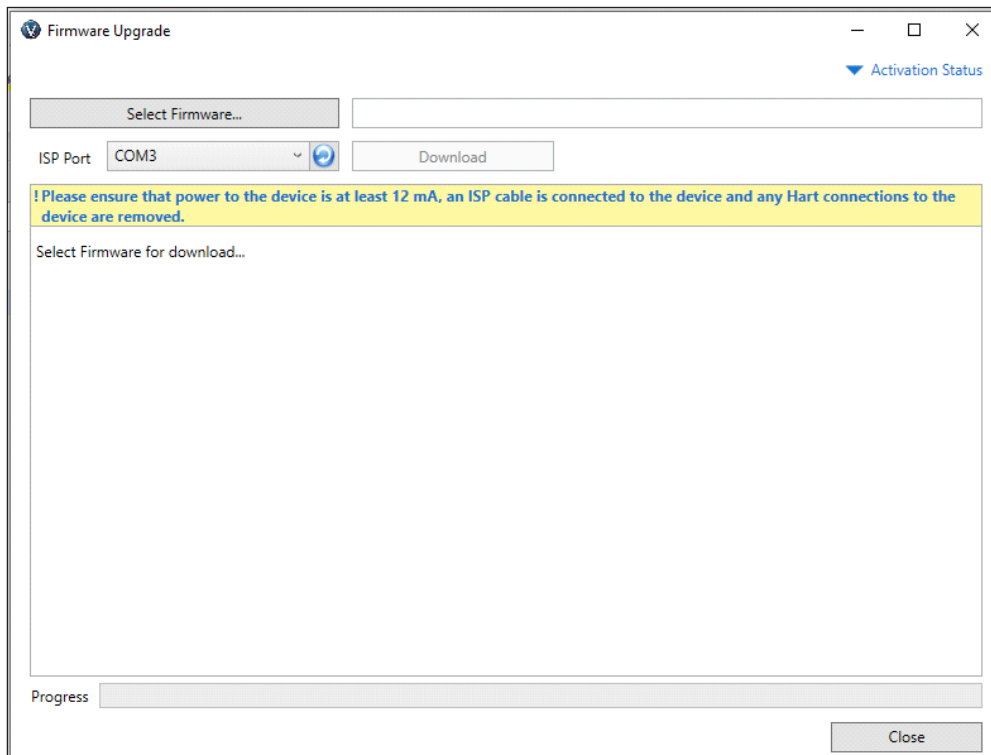 Firmware Upgrade
Activation Status
Select Firmware...
ISP Port COM3 Download
! Please ensure that power to the device is at least 12 mA, an ISP cable is connected to the device and any Hart connections to the
device are removed.
Select Firmware for download...
Progress
Close